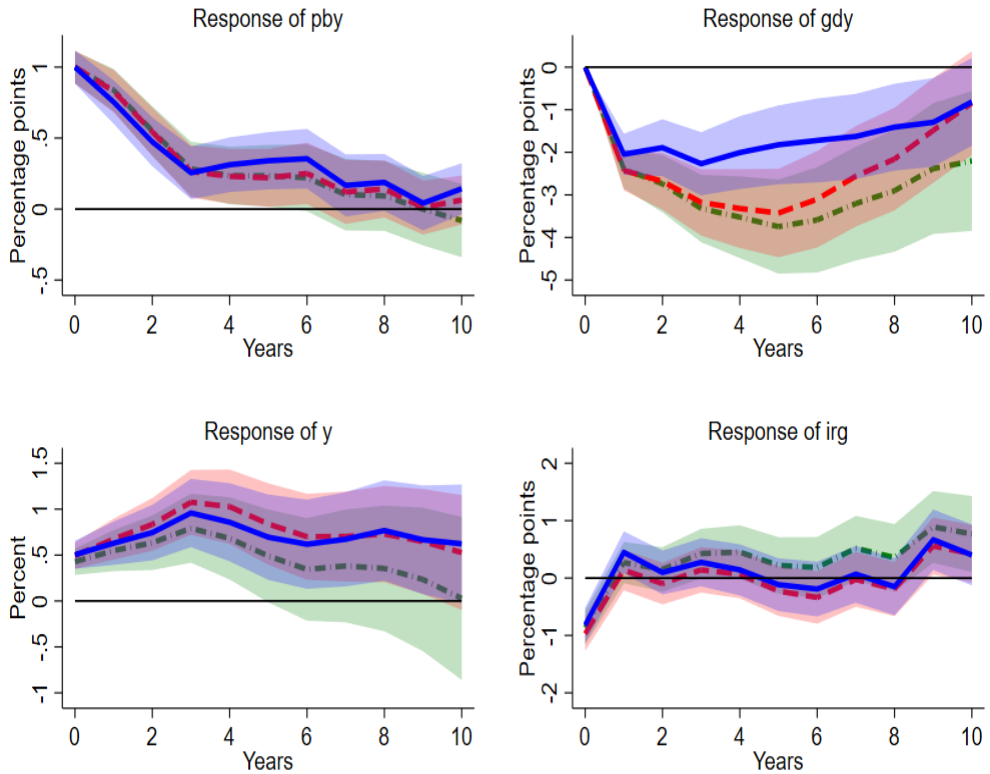 Response of pby
Percentage points
1
.5
0
-.5
0 2 4 6 8 10
Years
Response of gdy
Percentage points
0
-1
-2
-3
-4
-5
0 2 4 6 8 10
Years
Response of y
Percent
1.5
1
.5
0
-.5
-1
0 2 4 6 8 10
Years
Response of irg
Percentage points
2
1
0
-1
-2
0 2 4 6 8 10
Years